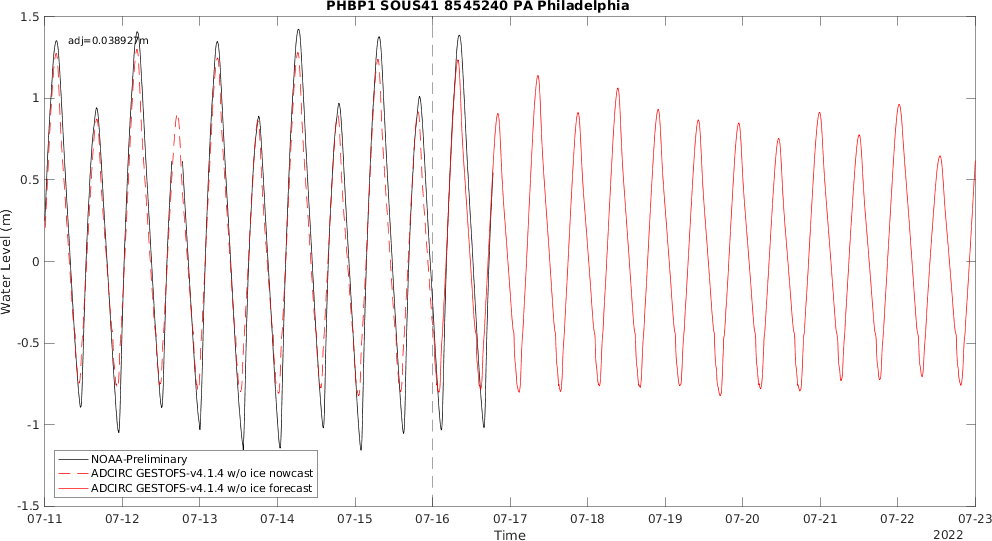 PHBP1 SOUS41 8545240 PA Philadelphia
adj=0.038927m
1.5
1
0.5
0
-0.5
-1
-1.5
Water Level (m)
NOAA-Preliminary
ADCIRC GESTOFS-v4.1.4 w/o ice nowcast
ADCIRC GESTOFS-v4.1.4 w/o ice forecast
07-11 07-12 07-13 07-14 07-15 07-16 07-17 07-18 07-19 07-20 07-21 07-22 07-23
Time
2022